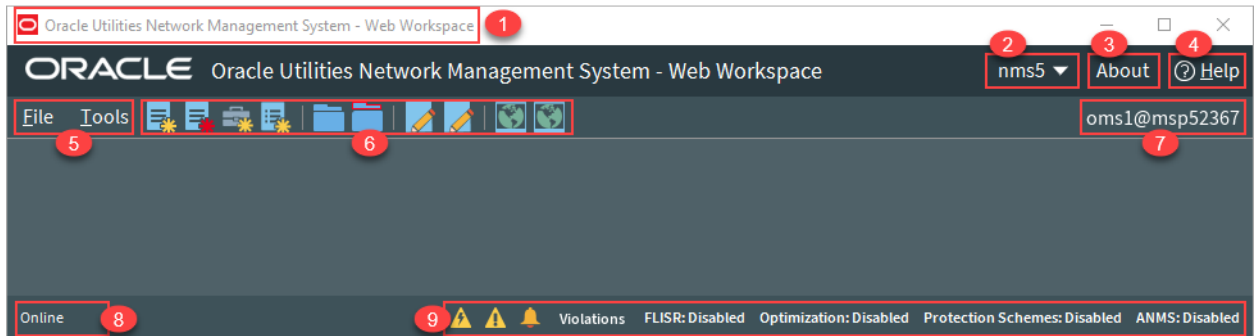 Oracle Utilities Network Management System - Web Workspace 1
2 3 4
ORACLE Oracle Utilities Network Management System - Web Workspace nms5 About Help
File Tools oms1@msp52367
5 6 7
Online 8 9 Violations FLISR: Disabled Optimization: Disabled Protection Schemes: Disabled ANMS: Disabled